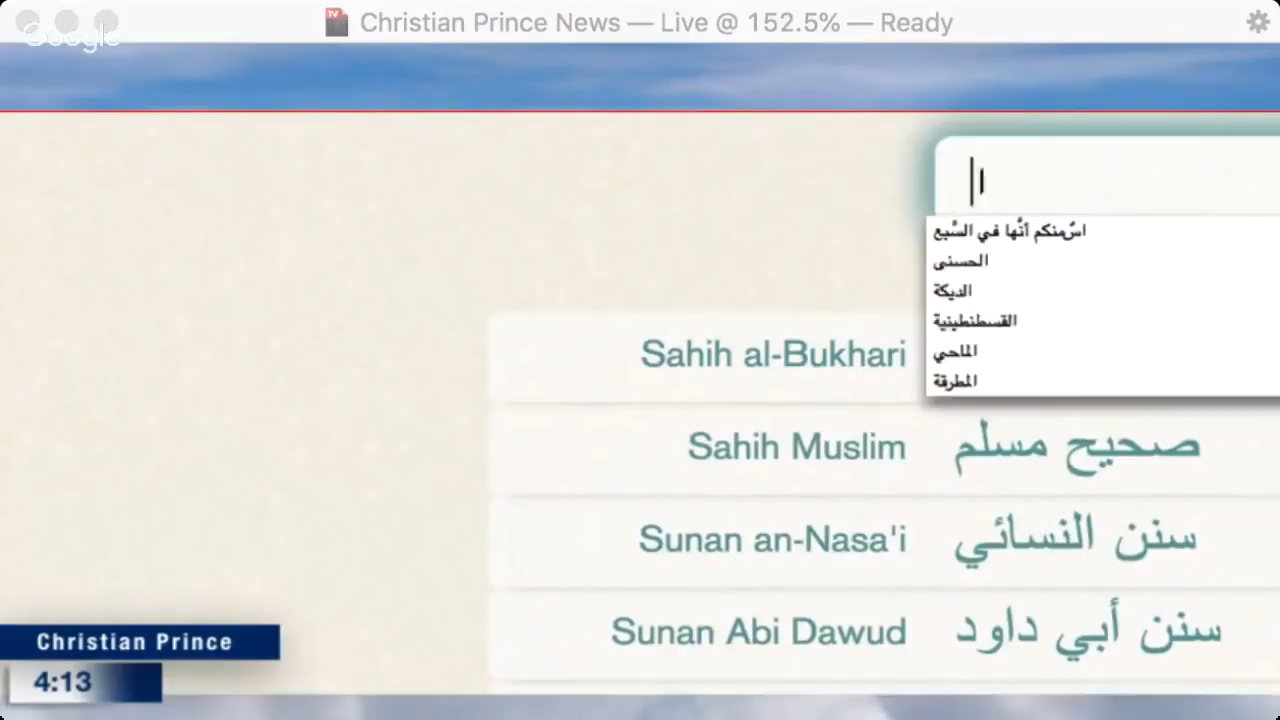 Christian Prince News — Live @ 152.5% — Ready
Google
ا
اسٌمنكم أنَّها في السَّبع
الحسنى
الديكة
القسطنطينية
الماحي
المطرقة
Sahih al-Bukhari
Sahih Muslim صحيح مسلم
Sunan an-Nasa'i سنن النسائي
Sunan Abi Dawud سنن أبي داود
Christian Prince
4:13